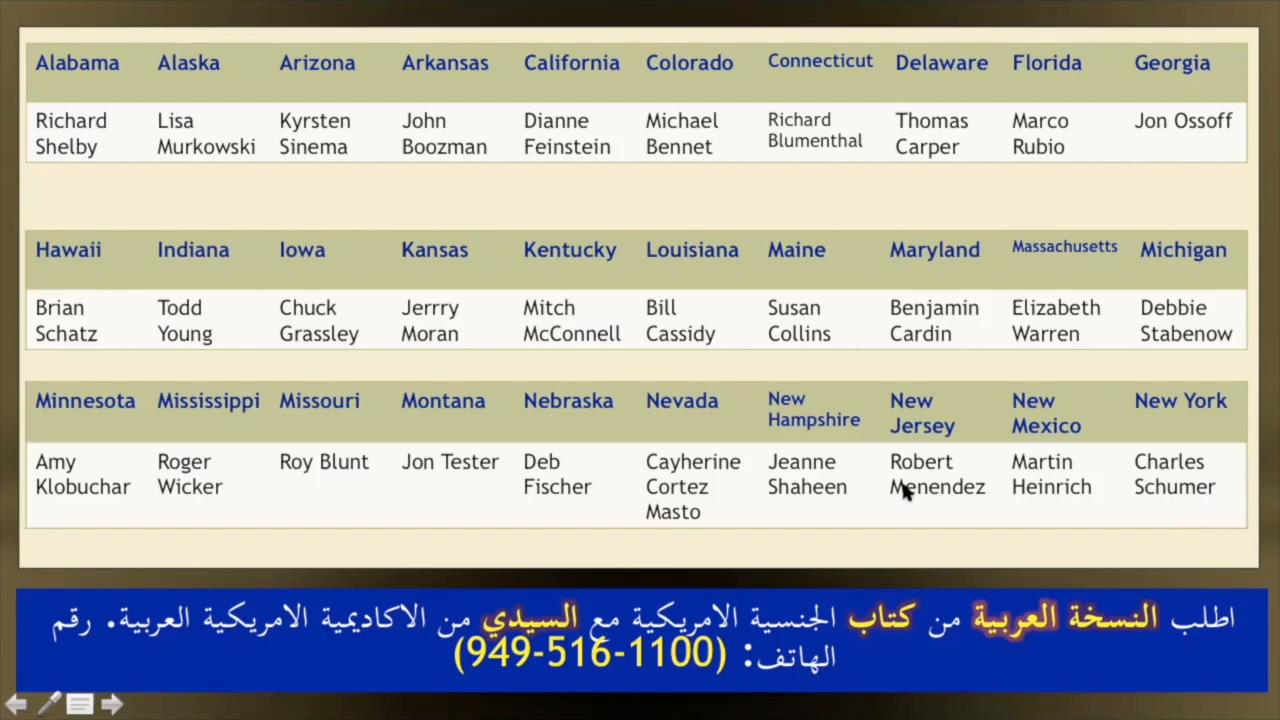 Alabama Alaska Arizona Arkansas California Colorado Connecticut Delaware Florida Georgia
Richard Lisa Kyrsten John Dianne Michael Richard Thomas Marco Jon Ossoff
Shelby Murkowski Sinema Boozman Feinstein Bennet Blumenthal Carper Rubio
Hawaii Indiana Iowa Kansas Kentucky Louisiana Maine Maryland Massachusetts Michigan
Brian Todd Chuck Jerrry Mitch Bill Susan Benjamin Elizabeth Debbie
Schatz Young Grassley Moran McConnell Cassidy Collins Cardin Warren Stabenow
Minnesota Mississippi Missouri Montana Nebraska Nevada New New New New York
Hampshire Jersey Mexico
Amy Roger Roy Blunt Jon Tester Deb Cayherine Jeanne Robert Martin Charles
Klobuchar Wicker Fischer Cortez Shaheen Menendez Heinrich Schumer
Masto
اطلب النسخة العربية من كتاب الجنسية الامريكية مع السيدي من الاكاديمية الامريكية العربية. رقم
الهاتف: (949-516-1100)